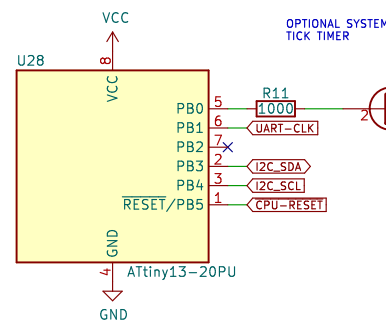 VCC
OPTIONAL SYSTEM
TICK TIMER
U28
8
VCC
R11
PB0 5 1000 2
PB1 6 UART-CLK
PB2 7
PB3 2 I2C_SDA
PB4 3 I2C_SCL
RESET/PB5 1 CPU-RESET
GND
4
ATtiny13-20PU
GND